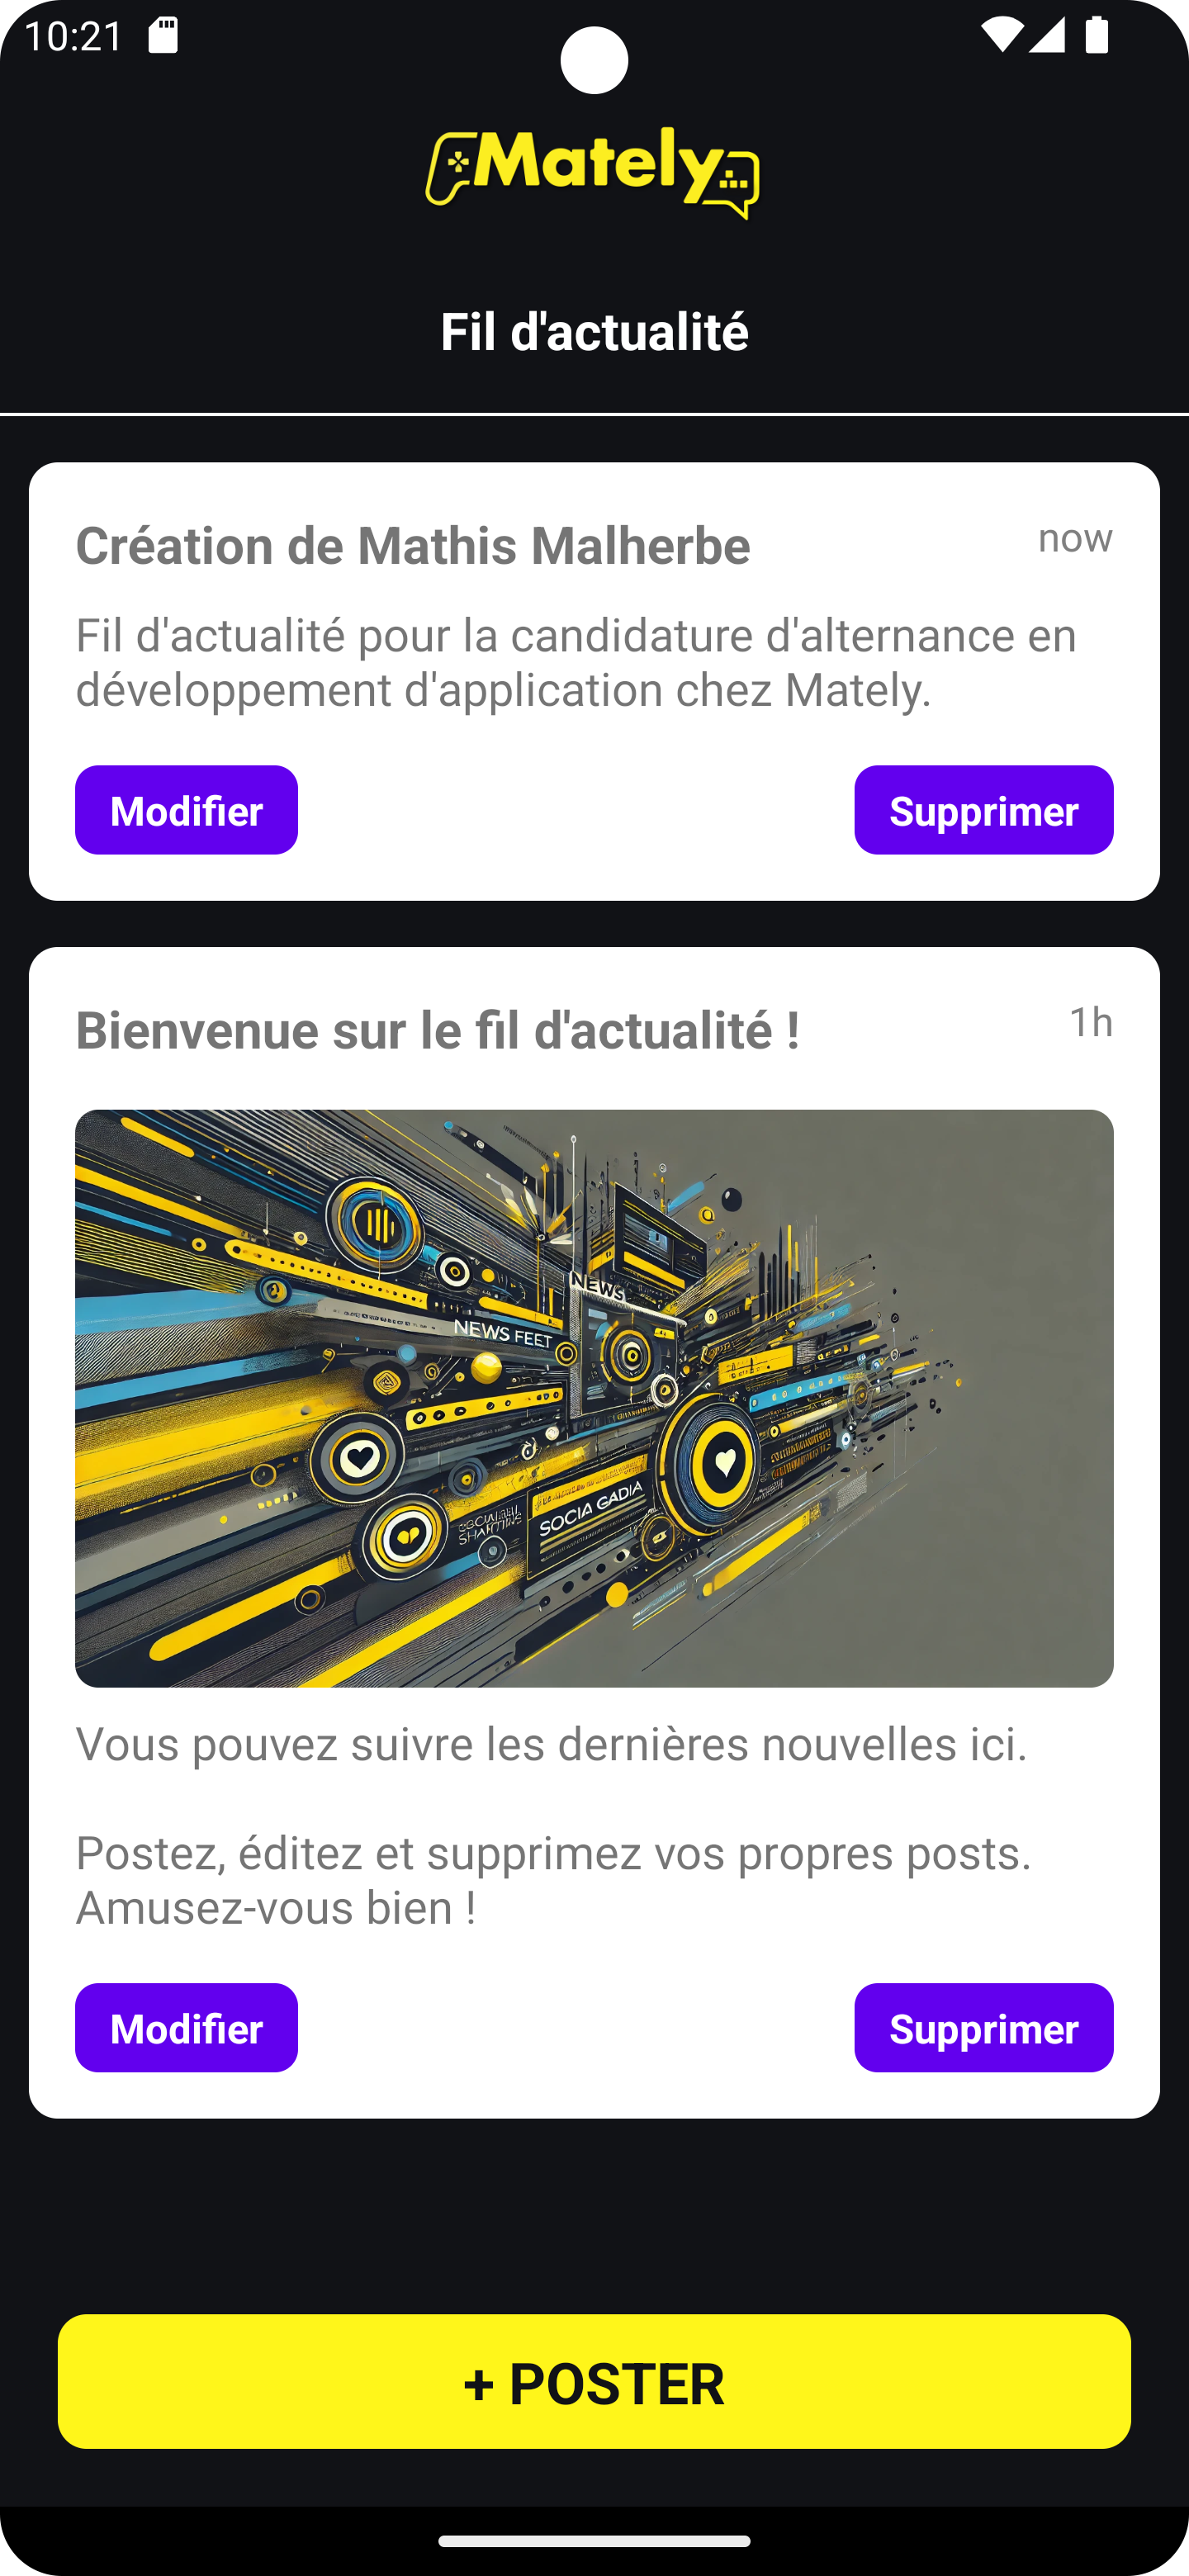 10:21
Mately
Fil d'actualité
Création de Mathis Malherbe
now
Fil d'actualité pour la candidature d'alternance en
développement d'application chez Mately.
Modifier
Supprimer
Bienvenue sur le fil d'actualité !
1h
NEWS
NEWS FEET
SOCIA GADIA
Vous pouvez suivre les dernières nouvelles ici.
Postez, éditez et supprimez vos propres posts.
Amusez-vous bien !
Modifier
Supprimer
+ POSTER